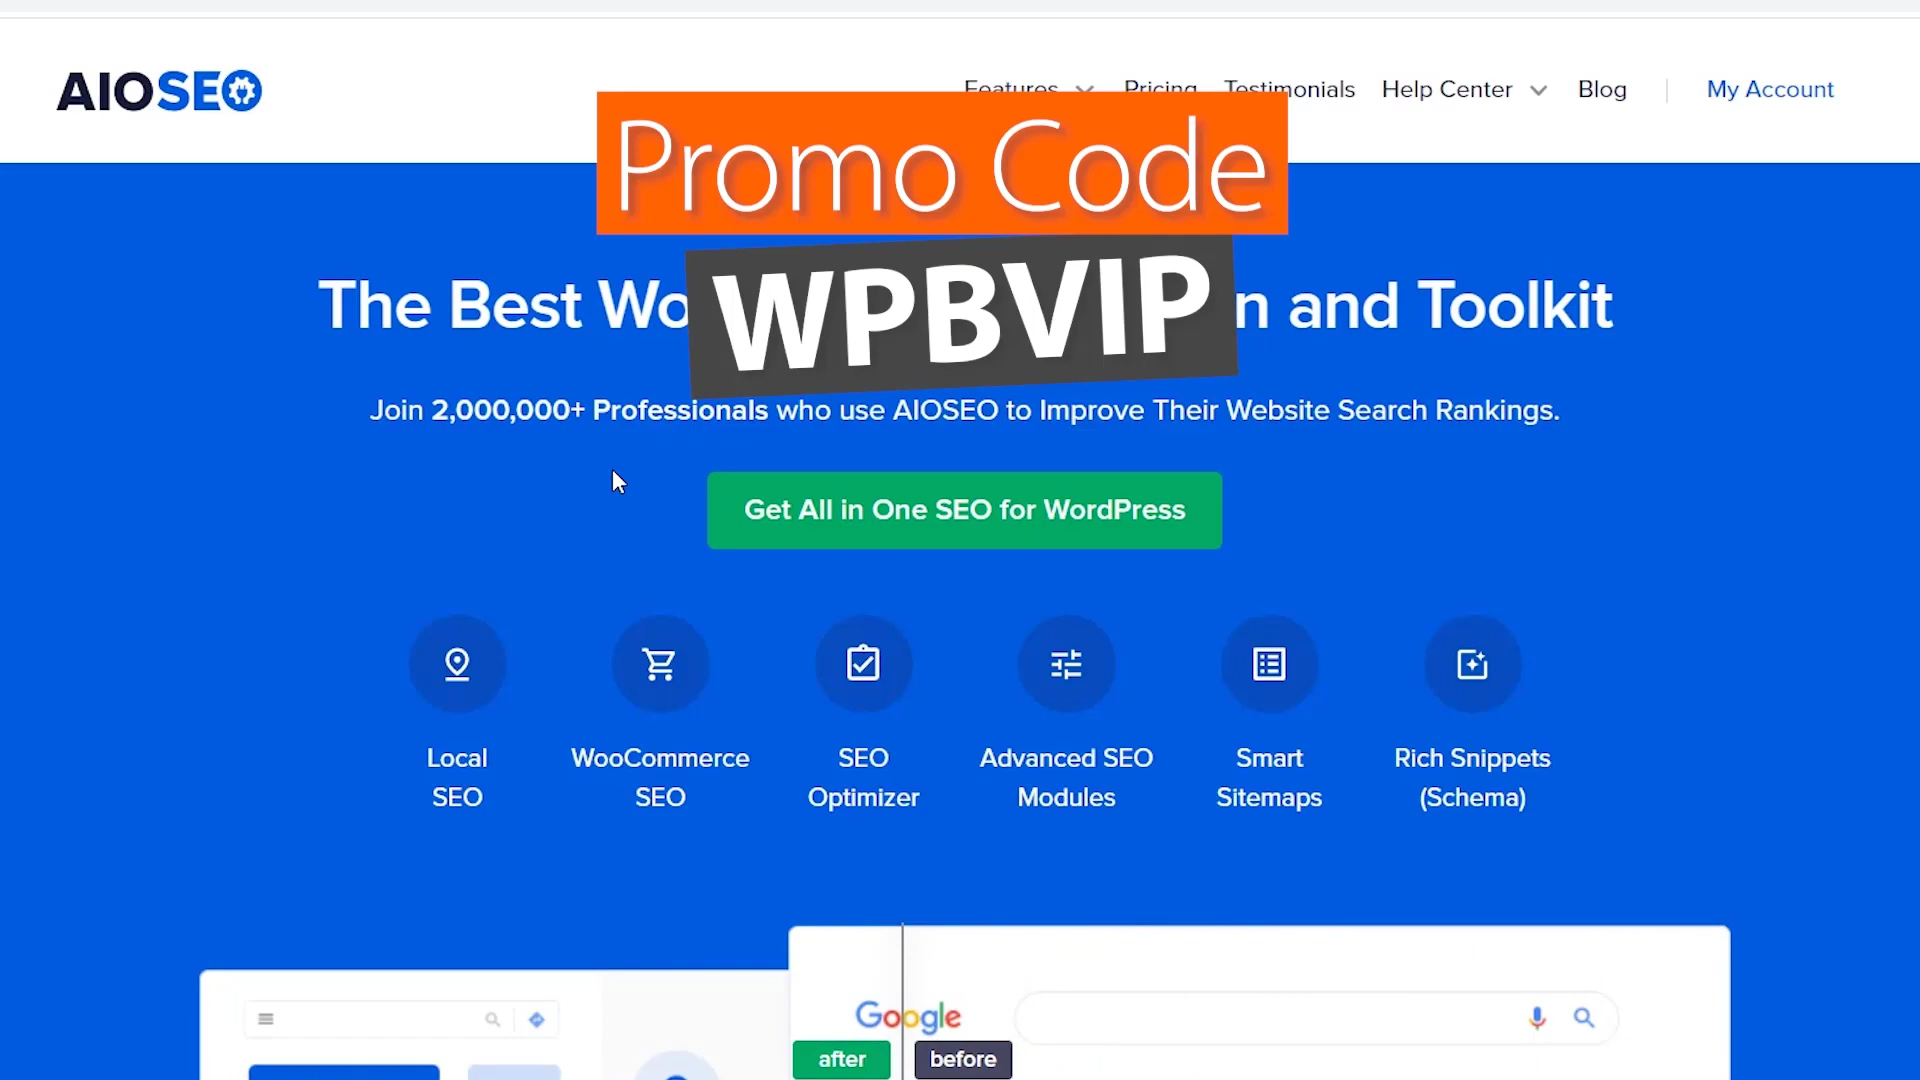 AIOSEO
Features Pricing Testimonials Help Center Blog My Account
Promo Code
WPBVIP
The Best Wo n and Toolkit
Join 2,000,000+ Professionals who use AIOSEO to Improve Their Website Search Rankings.
Get All in One SEO for WordPress
Local
SEO
WooCommerce
SEO
SEO
Optimizer
Advanced SEO
Modules
Smart
Sitemaps
Rich Snippets
(Schema)
Google
after
before